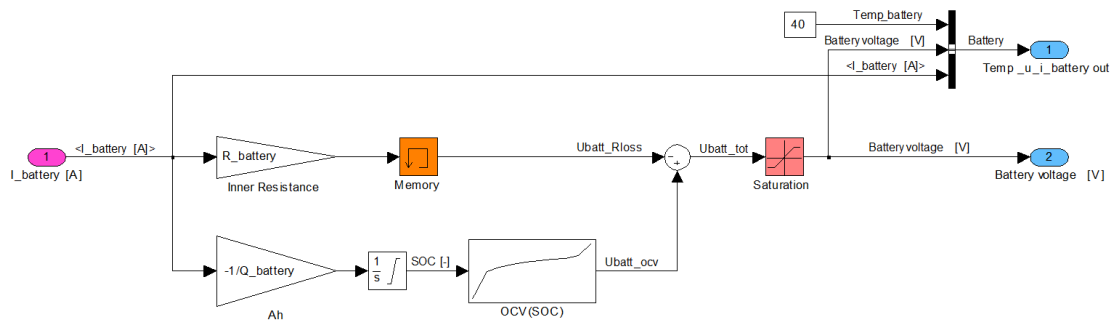 Temp_battery
40
Battery voltage [V]
Battery
1
<I_battery [A]>
Temp _u_i_battery out
<I_battery [A]>
1
I_battery [A]
R_battery
Inner Resistance
Memory
Ubatt_Rloss
Ubatt_tot
Saturation
Battery voltage [V]
2
Battery voltage [V]
-1/Q_battery
Ah
1
s
SOC [-]
OCV(SOC)
Ubatt_ocv